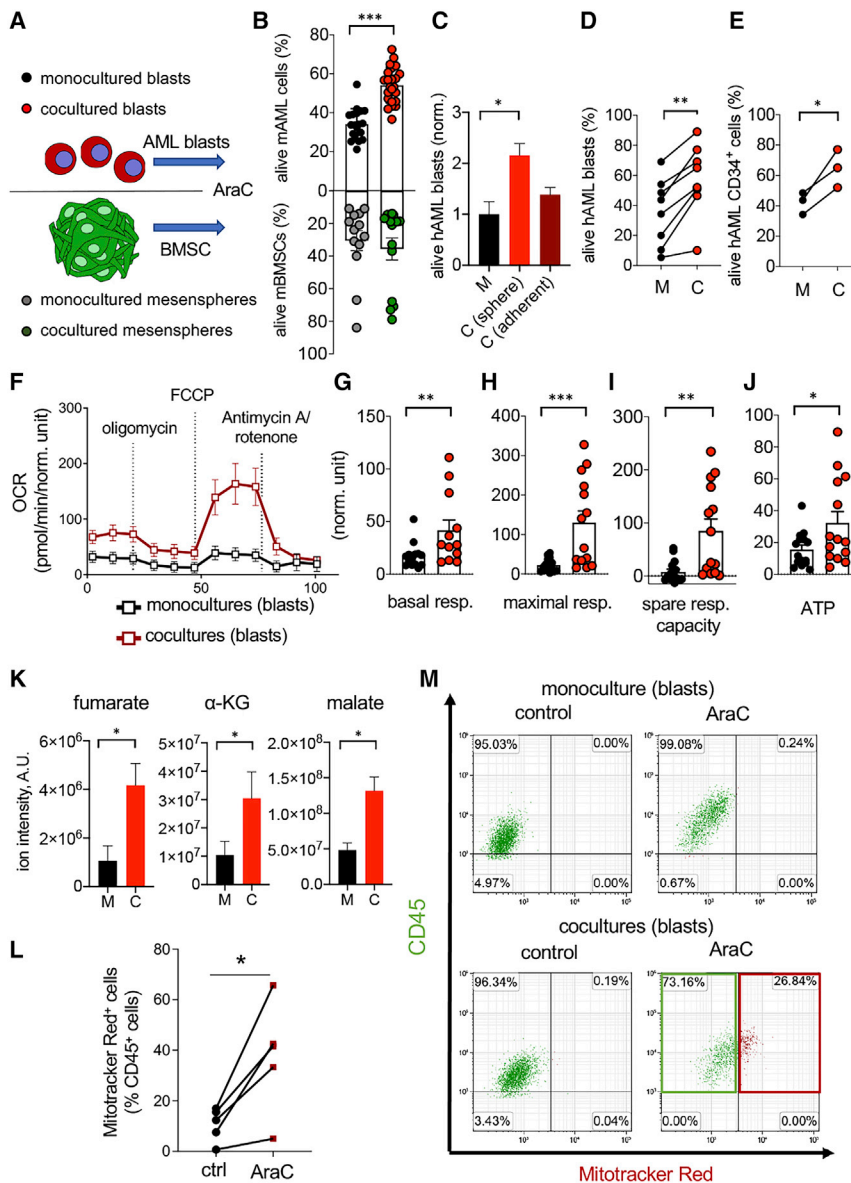 A
monocultured blasts
cocultured blasts
AML blasts
AraC
BMSC
monocultured mesenspheres
cocultured mesenspheres
B
***
alive mAML cells (%)
80
60
40
20
0
alive mBMSCs (%)
20
40
60
80
100
C
alive hAML blasts (norm.)
*
3
2
1
0
M
C (sphere)
C (adherent)
D
alive hAML blasts (%)
**
100
80
60
40
20
0
M C
E
alive hAML CD34+ cells (%)
*
100
80
60
40
20
0
M C
F
FCCP
oligomycin
Antimycin A/
rotenone
OCR
(pmol/min/norm. unit)
300
200
100
0
0 50 100
monocultures (blasts)
cocultures (blasts)
G
**
(norm. unit)
150
100
50
0
basal resp.
H
***
400
300
200
100
0
maximal resp.
I
**
300
200
100
0
spare resp.
capacity
J
*
100
80
60
40
20
0
ATP
K
fumarate
ion intensity, A.U.
*
6×10⁶
4×10⁶
2×10⁶
0
M C
α-KG
*
5×10⁷
4×10⁷
3×10⁷
2×10⁷
1×10⁷
0
M C
malate
*
2.0×10⁸
1.5×10⁸
1.0×10⁸
5.0×10⁷
0.0
M C
L
Mitotracker Red+ cells
(% CD45+ cells)
*
80
60
40
20
0
ctrl AraC
M
monoculture (blasts)
control AraC
95.03% 0.00%
4.97% 0.00%
99.08% 0.24%
0.67% 0.00%
cocultures (blasts)
control AraC
96.34% 0.19%
3.43% 0.04%
73.16% 26.84%
0.00% 0.00%
CD45
Mitotracker Red